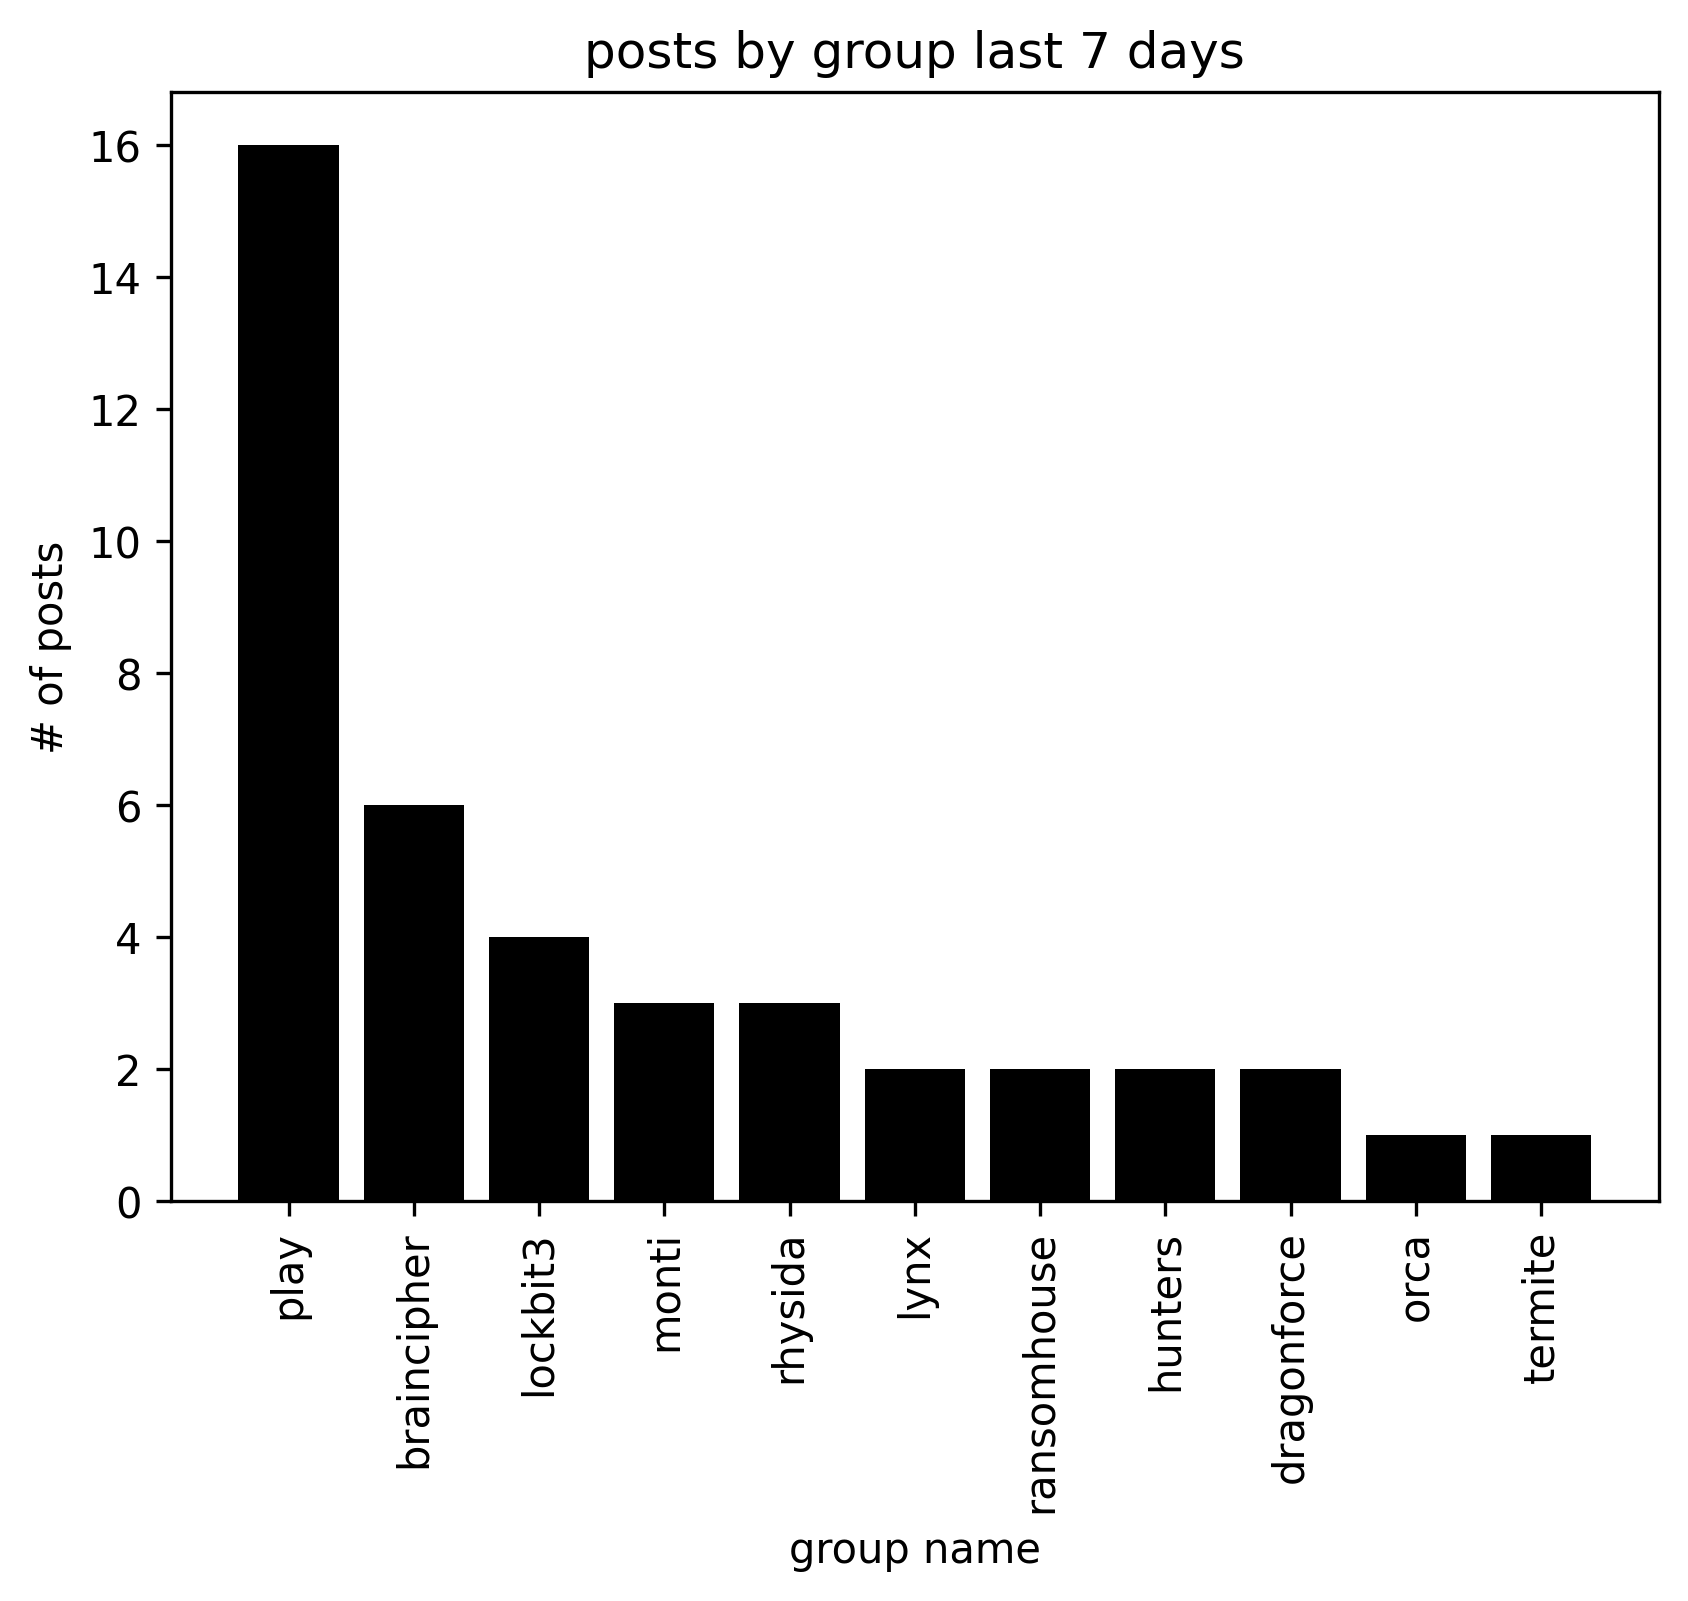 posts by group last 7 days
# of posts
16
14
12
10
8
6
4
2
0
play
braincipher
lockbit3
monti
rhysida
lynx
ransomhouse
hunters
dragonforce
orca
termite
group name